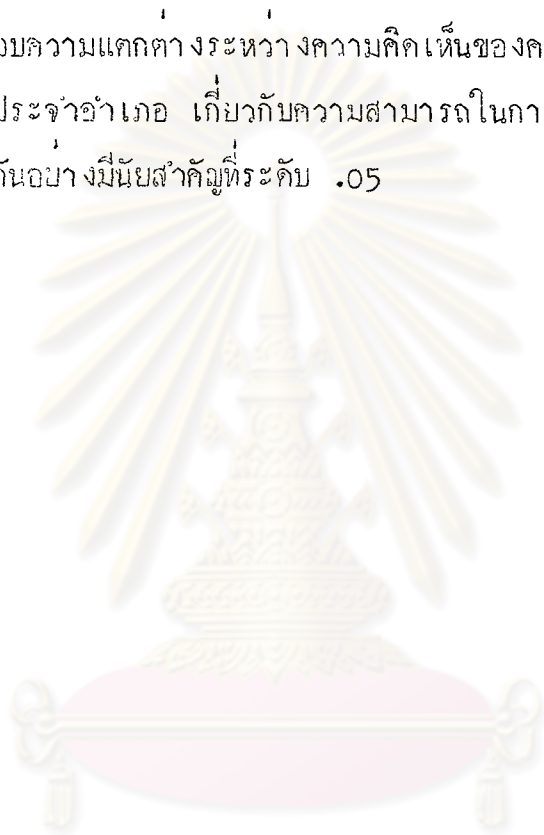 งบความแตกต่างระหว่างความคิดเห็นของค
ประจำอำเภอ เกี่ยวกับความสามารถในกา
กันอย่างมีนัยสำคัญที่ระดับ .05